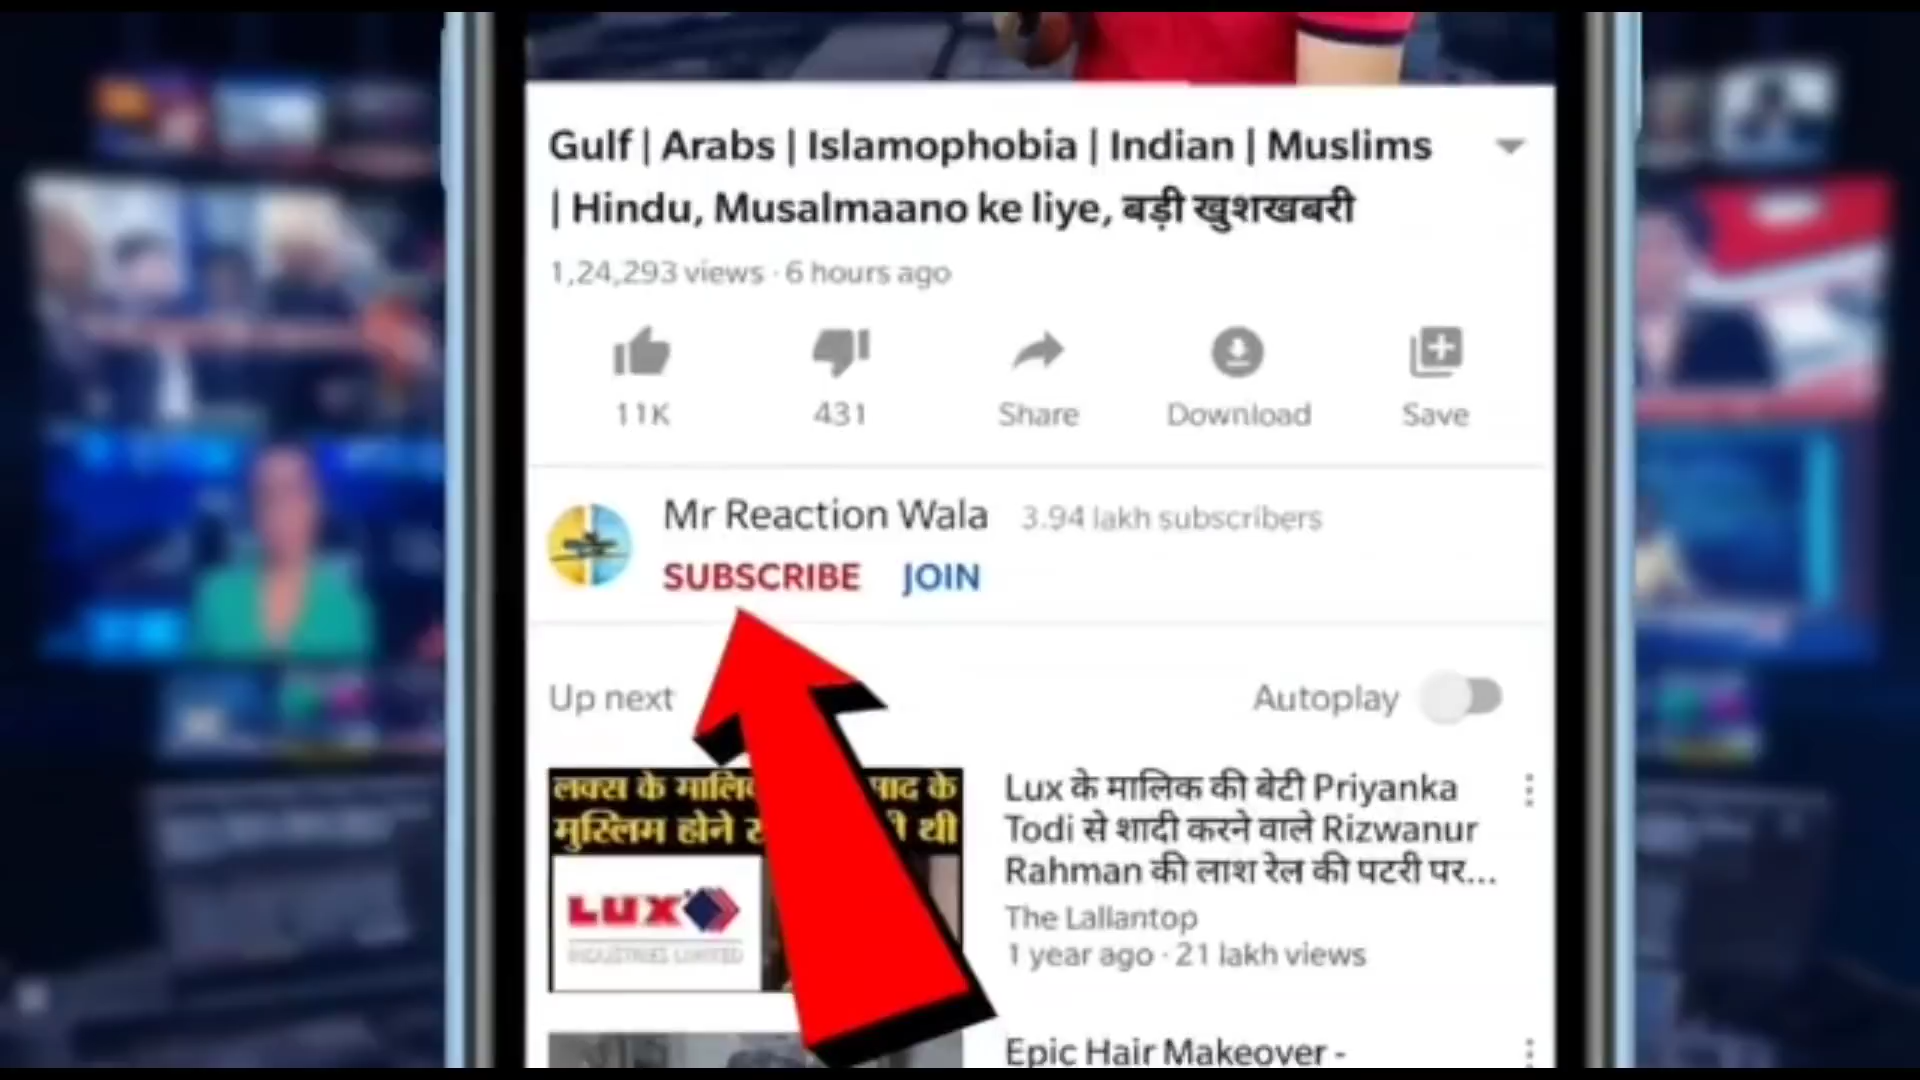 Gulf | Arabs | Islamophobia | Indian | Muslims
| Hindu, Musalmaano ke liye, बड़ी खुशखबरी
1,24,293 views · 6 hours ago
11K
431
Share
Download
Save
Mr Reaction Wala 3.94 lakh subscribers
SUBSCRIBE JOIN
Up next
Autoplay
लक्स के के
मुस्लिम होने थी
LUX
INDUSTRIES LIMITED
Lux के मालिक की बेटी Priyanka
Todi से शादी करने वाले Rizwanur
Rahman की लाश रेल की पटरी पर...
The Lallantop
1 year ago · 21 lakh views
Epic Hair Makeover -